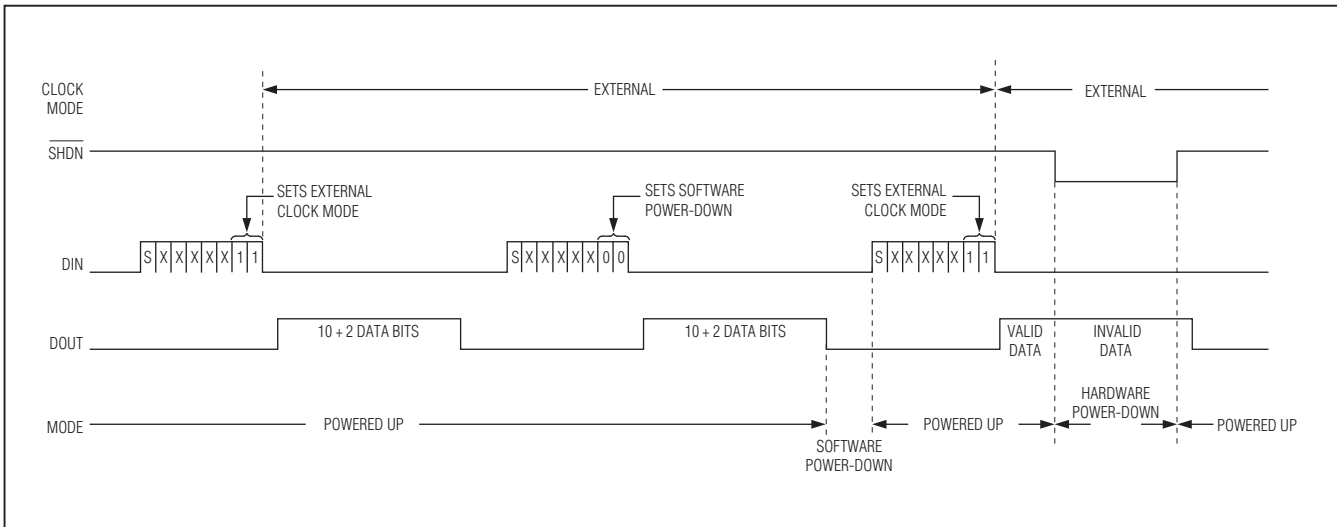 CLOCK
MODE
EXTERNAL
EXTERNAL
SHDN
SETS EXTERNAL
CLOCK MODE
SETS SOFTWARE
POWER-DOWN
SETS EXTERNAL
CLOCK MODE
DIN
S X X X X X 1 1
S X X X X X 0 0
S X X X X X 1 1
DOUT
10 + 2 DATA BITS
10 + 2 DATA BITS
VALID
DATA
INVALID
DATA
MODE
POWERED UP
SOFTWARE
POWER-DOWN
POWERED UP
HARDWARE
POWER-DOWN
POWERED UP